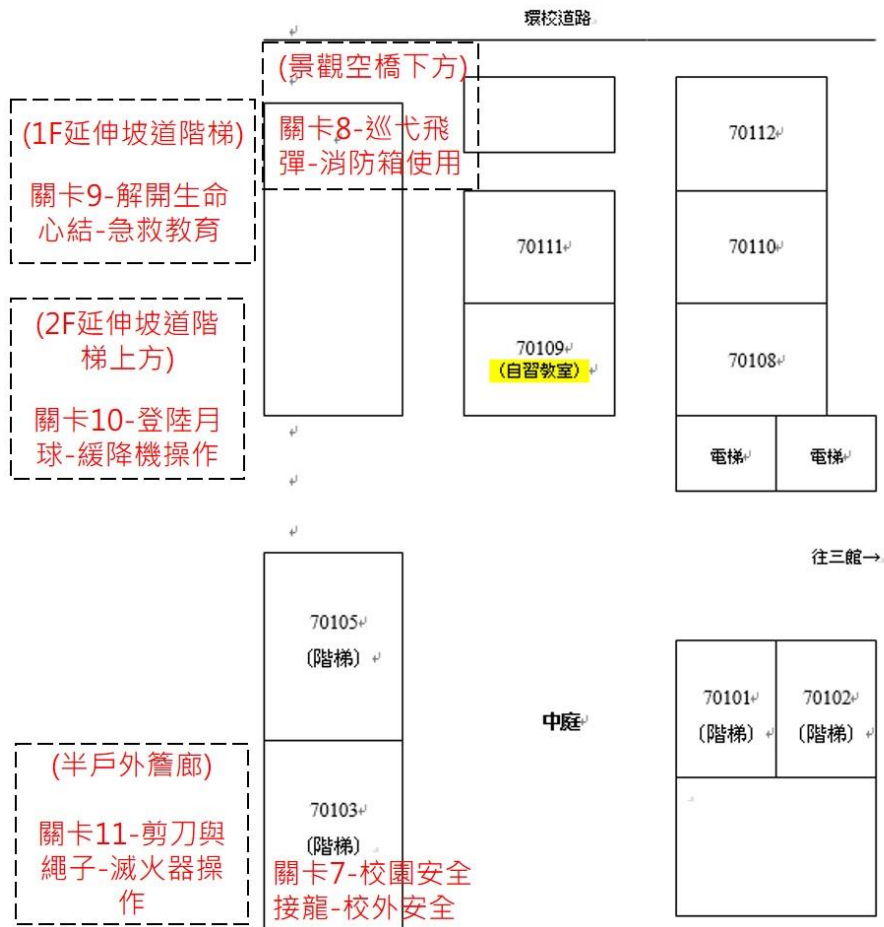 環校道路
(景觀空橋下方)
關卡8-巡弋飛
彈-消防箱使用
(1F延伸坡道階梯)
關卡9-解開生命
心結-急救教育
70112
70111
70110
(2F延伸坡道階
梯上方)
關卡10-登陸月
球-緩降機操作
70109
（自習教室）
70108
電梯
電梯
往三館→
70105
（階梯）
中庭
70101
（階梯）
70102
（階梯）
(半戶外簷廊)
關卡11-剪刀與
繩子-滅火器操
作
70103
（階梯）
關卡7-校園安全
接龍-校外安全